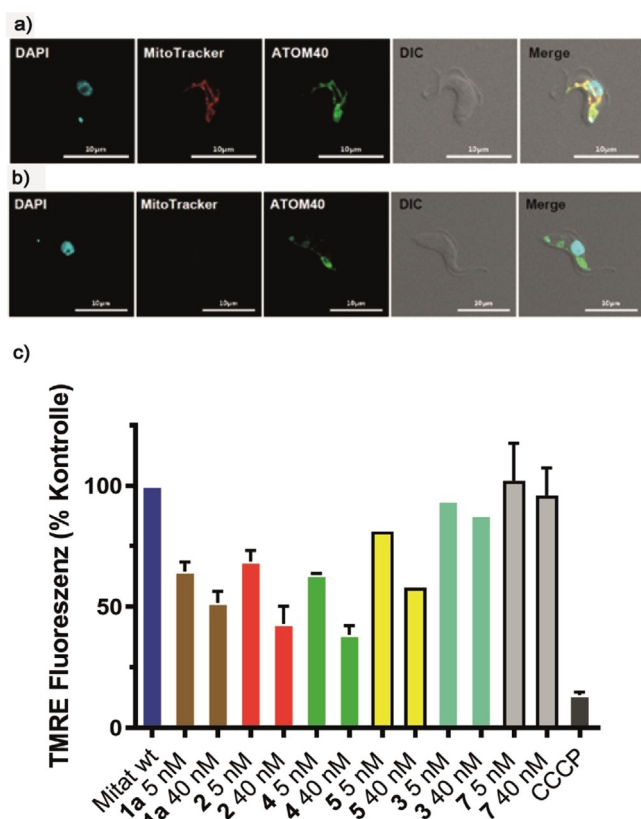 a)
DAPI MitoTracker ATOM40 DIC Merge
10µm 10µm 10µm 10µm 10µm
b)
DAPI MitoTracker ATOM40 DIC Merge
10µm 10µm 10µm 10µm 10µm
c)
TMRE Fluoreszenz (% Kontrolle)
100
50
0
Mitat wt
1a 5 nM
1a 40 nM
2 5 nM
2 40 nM
4 5 nM
4 40 nM
5 5 nM
5 40 nM
3 5 nM
3 40 nM
7 5 nM
7 40 nM
CCCP